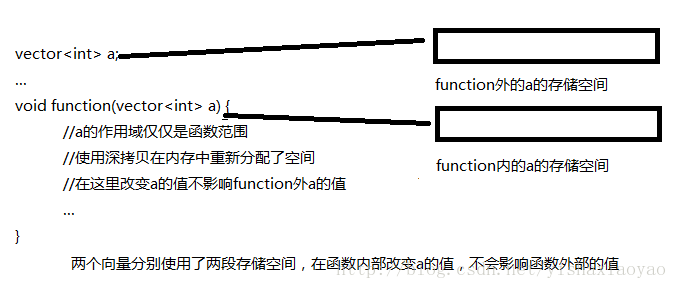 vector<int> a;
function外的a的存储空间
...
void function(vector<int> a) {
//a的作用域仅仅是函数范围
//使用深拷贝在内存中重新分配了空间
function内的a的存储空间
//在这里改变a的值不影响function外a的值
...
}
两个向量分别使用了两段存储空间，在函数内部改变a的值，不会影响函数外部的值
http://blog.csdn.net/yishaxiaoyao